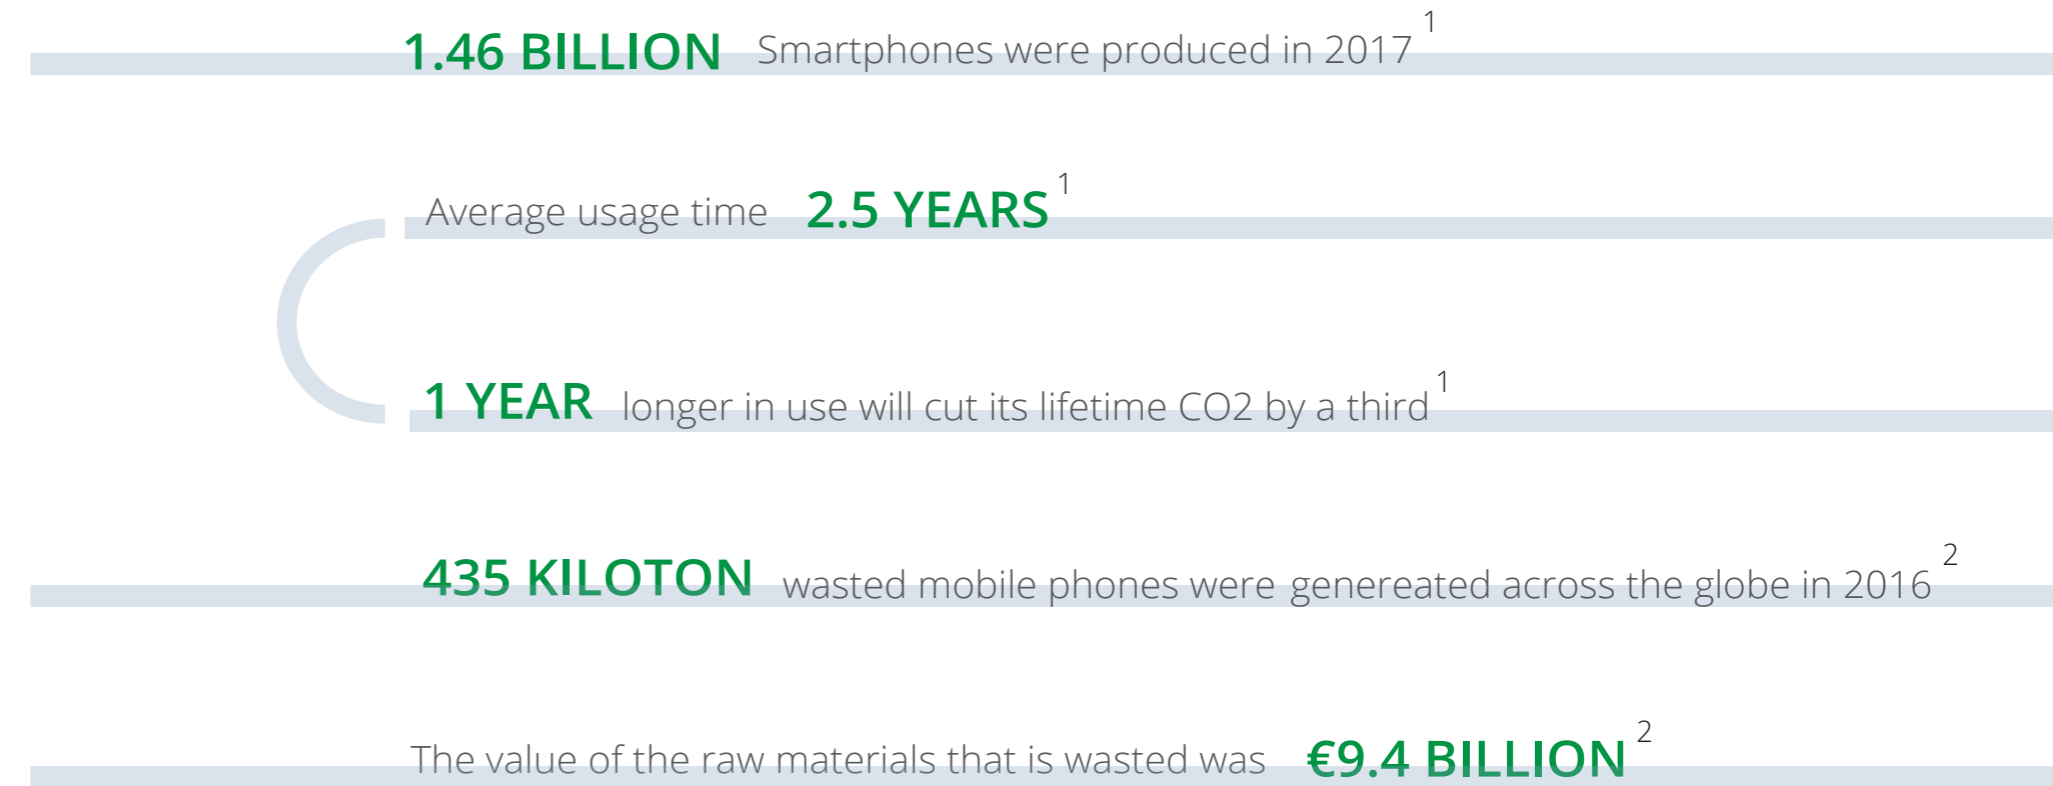 1.46 BILLION Smartphones were produced in 2017 1
Average usage time 2.5 YEARS 1
1 YEAR longer in use will cut its lifetime CO2 by a third 1
435 KILOTON wasted mobile phones were genereated across the globe in 2016 2
The value of the raw materials that is wasted was €9.4 BILLION 2